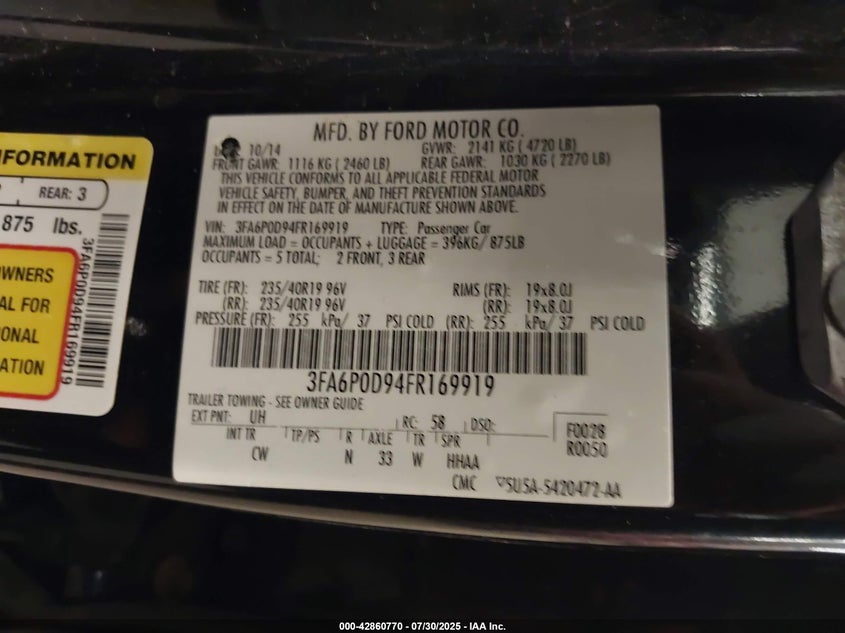 NFORMATION
REAR: 3
875 lbs.
OWNERS
AL FOR
IONAL
ATION
3FA6P0D94FR169919
MFD. BY FORD MOTOR CO.
10/14 GVWR: 2141 KG ( 4720 LB)
FRONT GAWR: 1116 KG ( 2460 LB) REAR GAWR: 1030 KG ( 2270 LB)
THIS VEHICLE CONFORMS TO ALL APPLICABLE FEDERAL MOTOR
VEHICLE SAFETY, BUMPER, AND THEFT PREVENTION STANDARDS
IN EFFECT ON THE DATE OF MANUFACTURE SHOWN ABOVE.
VIN: 3FA6P0D94FR169919 TYPE: Passenger Car
MAXIMUM LOAD = OCCUPANTS + LUGGAGE = 396KG/ 875LB
OCCUPANTS = 5 TOTAL; 2 FRONT, 3 REAR
TIRE (FR): 235/40R19 96V RIMS (FR): 19x8.0J
(RR): 235/40R19 96V (RR): 19x8.0J
PRESSURE (FR): 255 kPa/ 37 PSI COLD (RR): 255 kPa/ 37 PSI COLD
3FA6P0D94FR169919
TRAILER TOWING - SEE OWNER GUIDE
EXT PNT: UH RC: 58 DSO: F0028
INT TR TP/PS R AXLE TR SPR R0050
CW N 33 W HHAA
CMC 5U5A-5420472-AA
000-42860770 - 07/30/2025 - IAA Inc.